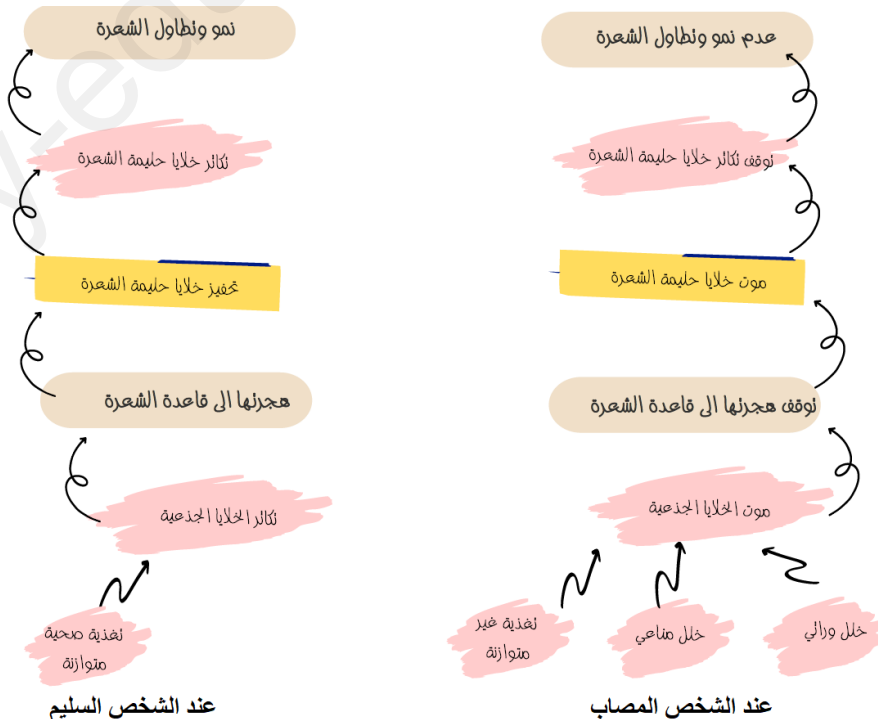 عدم نمو وتطاول الشعرة
توقف تكاثر خلايا حليمة الشعرة
موت خلايا حليمة الشعرة
توقف هجرتها الى قاعدة الشعرة
موت الخلايا الجذعية
خلل وراثي
خلل مناعي
تغذية غير
متوازنة
عند الشخص المصاب
نمو وتطاول الشعرة
تكاثر خلايا حليمة الشعرة
تحفيز خلايا حليمة الشعرة
هجرتها الى قاعدة الشعرة
تكاثر الخلايا الجذعية
تغذية صحية
متوازنة
عند الشخص السليم